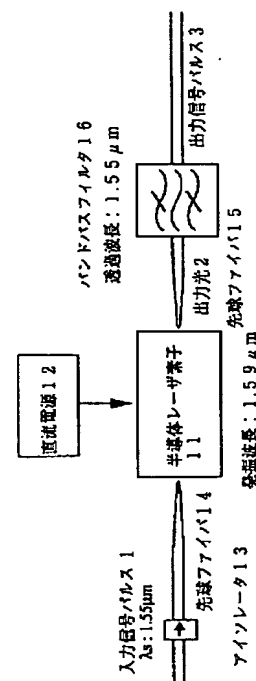 直流電源12
バンドパスフィルタ16
透過波長：1.55μm
入力信号パルス1
λs：1.55μm
半導体レーザ素子
11
出力光2
出力信号パルス3
先球ファイバ14
先球ファイバ15
アイソレータ13
発振波長：1.59μm